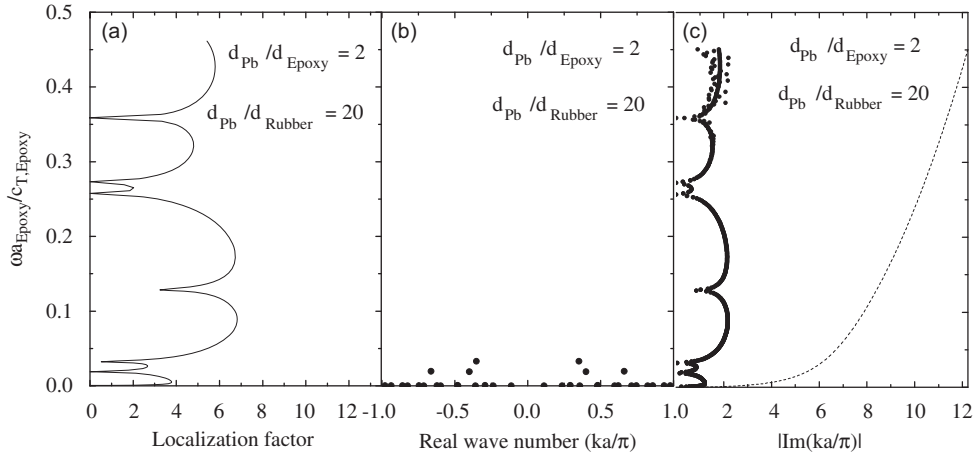 (a)
d_Pb /d_Epoxy = 2
d_Pb /d_Rubber = 20
(b)
d_Pb /d_Epoxy = 2
d_Pb /d_Rubber = 20
(c)
d_Pb /d_Epoxy = 2
d_Pb /d_Rubber = 20
ωa_Epoxy/c_T,Epoxy
0.5
0.4
0.3
0.2
0.1
0.0
0 2 4 6 8 10 12
-1.0 -0.5 0.0 0.5 1.0
2 4 6 8 10 12
Localization factor
Real wave number (ka/π)
|Im(ka/π)|